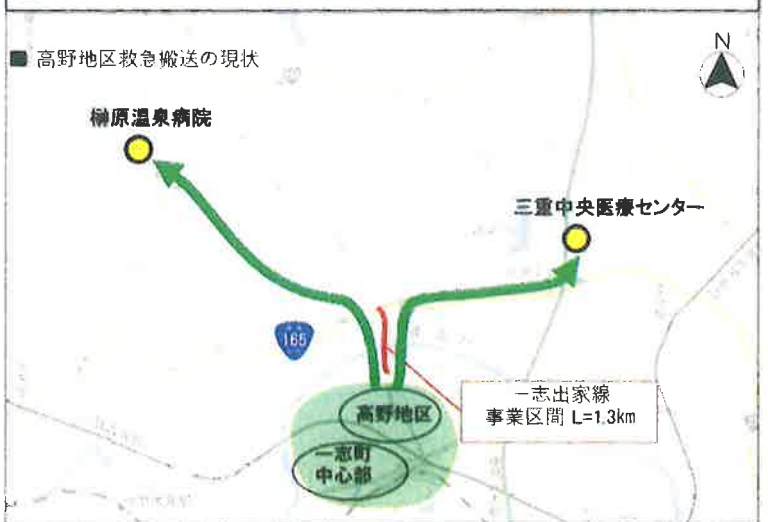 ■ 高野地区救急搬送の現状
N
榊原温泉病院
三重中央医療センター
165
一志出家線
事業区間 L=1.3km
高野地区
一志町
中心部